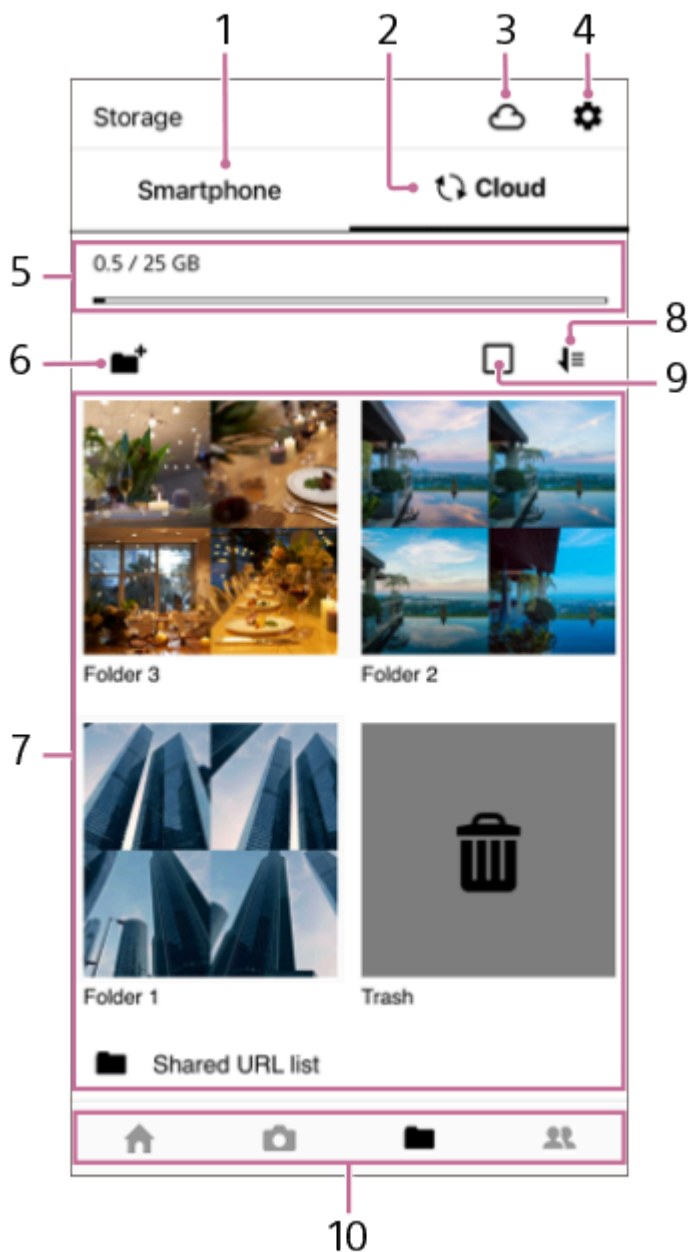 1 2 3 4
Storage
Smartphone Cloud
5 0.5 / 25 GB
8
6
9
Folder 3 Folder 2
7
Folder 1 Trash
Shared URL list
10